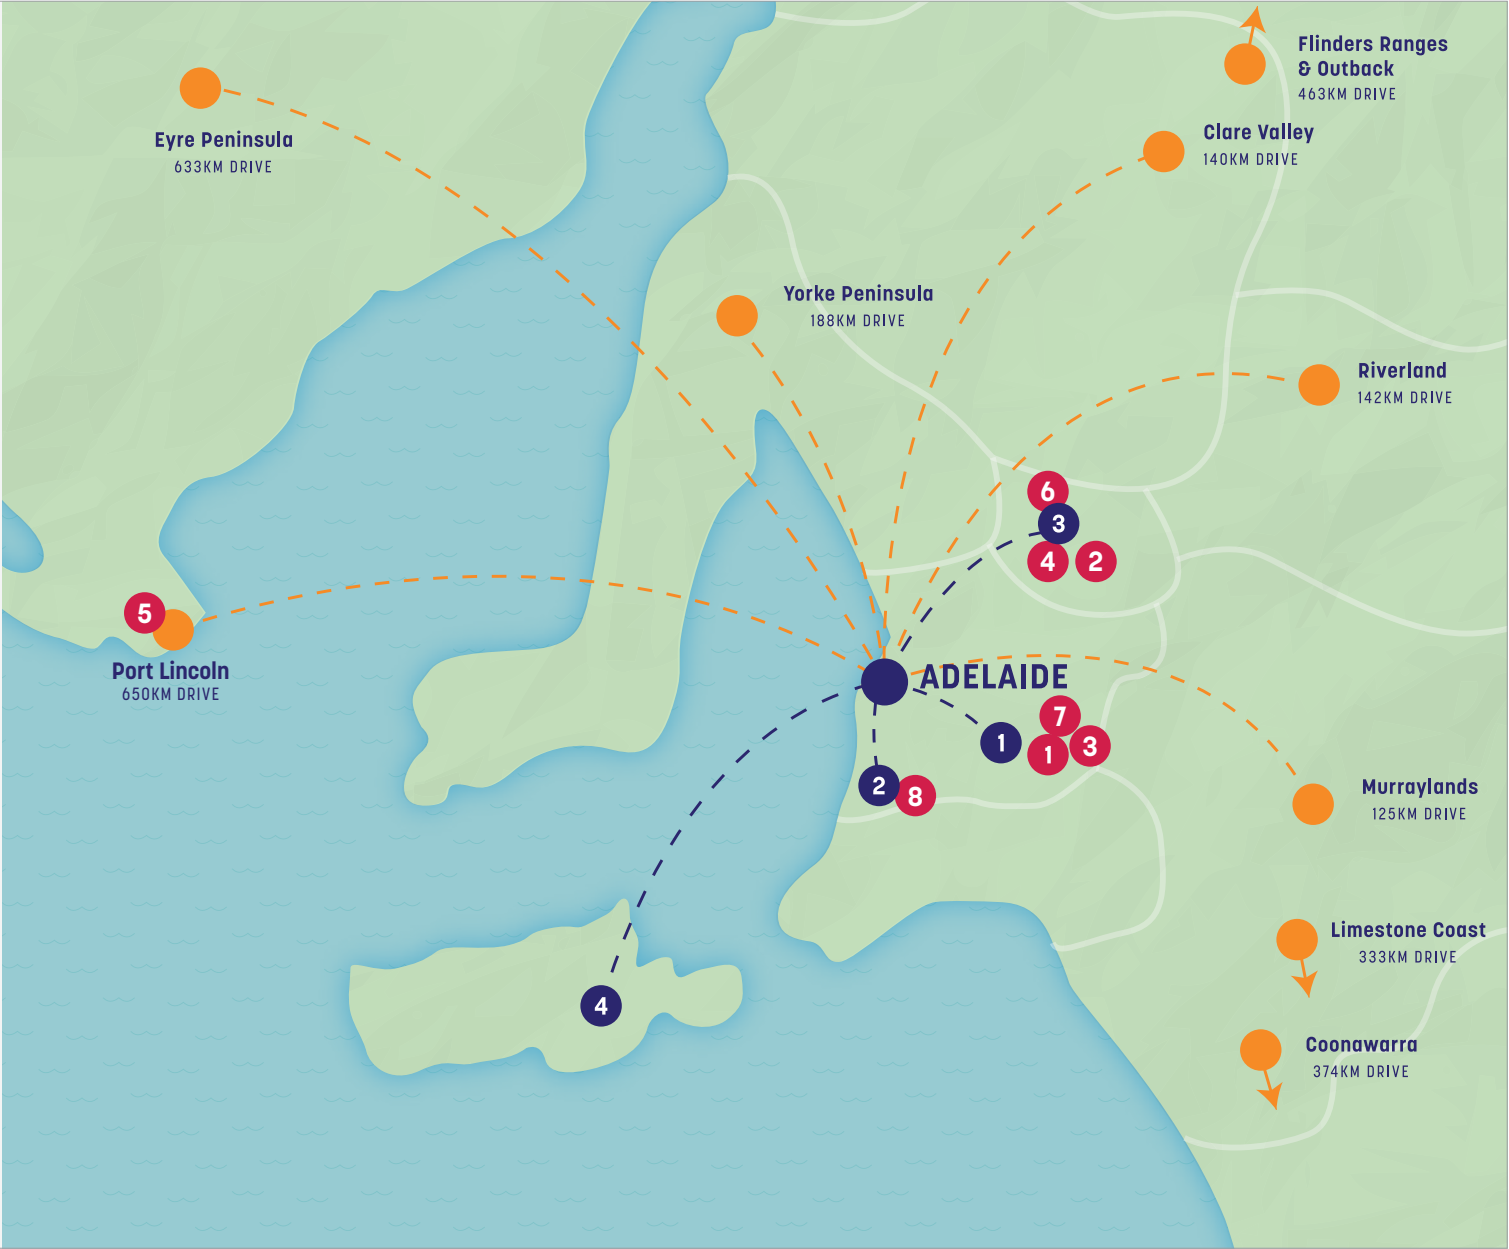 Flinders Ranges
& Outback
463KM DRIVE
Eyre Peninsula
633KM DRIVE
Clare Valley
140KM DRIVE
Yorke Peninsula
188KM DRIVE
Riverland
142KM DRIVE
6
3
4
2
5
Port Lincoln
650KM DRIVE
ADELAIDE
7
1
1
3
2
8
Murraylands
125KM DRIVE
Limestone Coast
333KM DRIVE
4
Coonawarra
374KM DRIVE